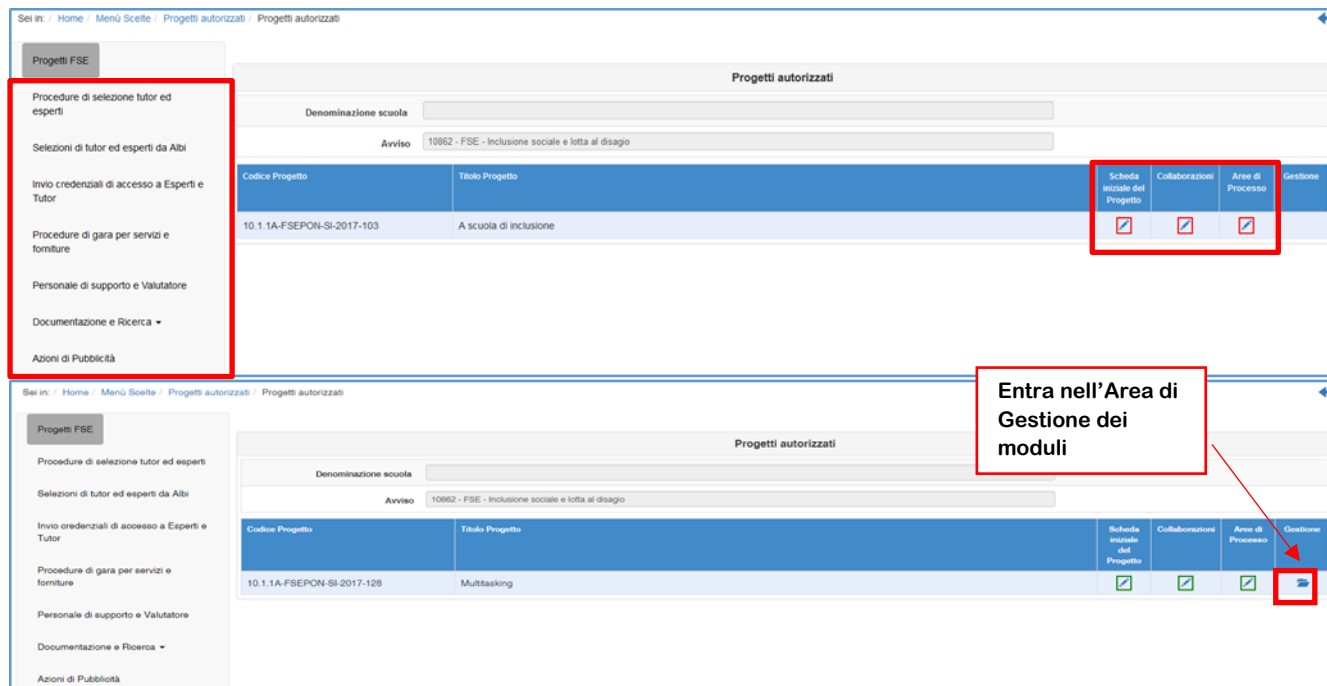 Sei in: / Home / Menù Scelte / Progetti autorizzati / Progetti autorizzati
Progetti FSE
Procedure di selezione tutor ed
esperti
Selezioni di tutor ed esperti da Albi
Invio credenziali di accesso a Esperti e
Tutor
Procedure di gara per servizi e
forniture
Personale di supporto e Valutatore
Documentazione e Ricerca
Azioni di Pubblicità
Progetti autorizzati
Denominazione scuola
Avviso 10862 - FSE - Inclusione sociale e lotta al disagio
Codice Progetto Titolo Progetto Scheda iniziale del Progetto Collaborazioni Aree di Processo Gestione
10.1.1A-FSEPON-SI-2017-103 A scuola di inclusione
Sei in: / Home / Menù Scelte / Progetti autorizzati / Progetti autorizzati
Entra nell'Area di
Gestione dei
moduli
Progetti FSE
Procedure di selezione tutor ed esperti
Selezioni di tutor ed esperti da Albi
Invio credenziali di accesso a Esperti e
Tutor
Procedure di gara per servizi e
forniture
Personale di supporto e Valutatore
Documentazione e Ricerca
Azioni di Pubblicità
Progetti autorizzati
Denominazione scuola
Avviso 10862 - FSE - Inclusione sociale e lotta al disagio
Codice Progetto Titolo Progetto Scheda iniziale del Progetto Collaborazioni Aree di Processo Gestione
10.1.1A-FSEPON-SI-2017-128 Multitasking